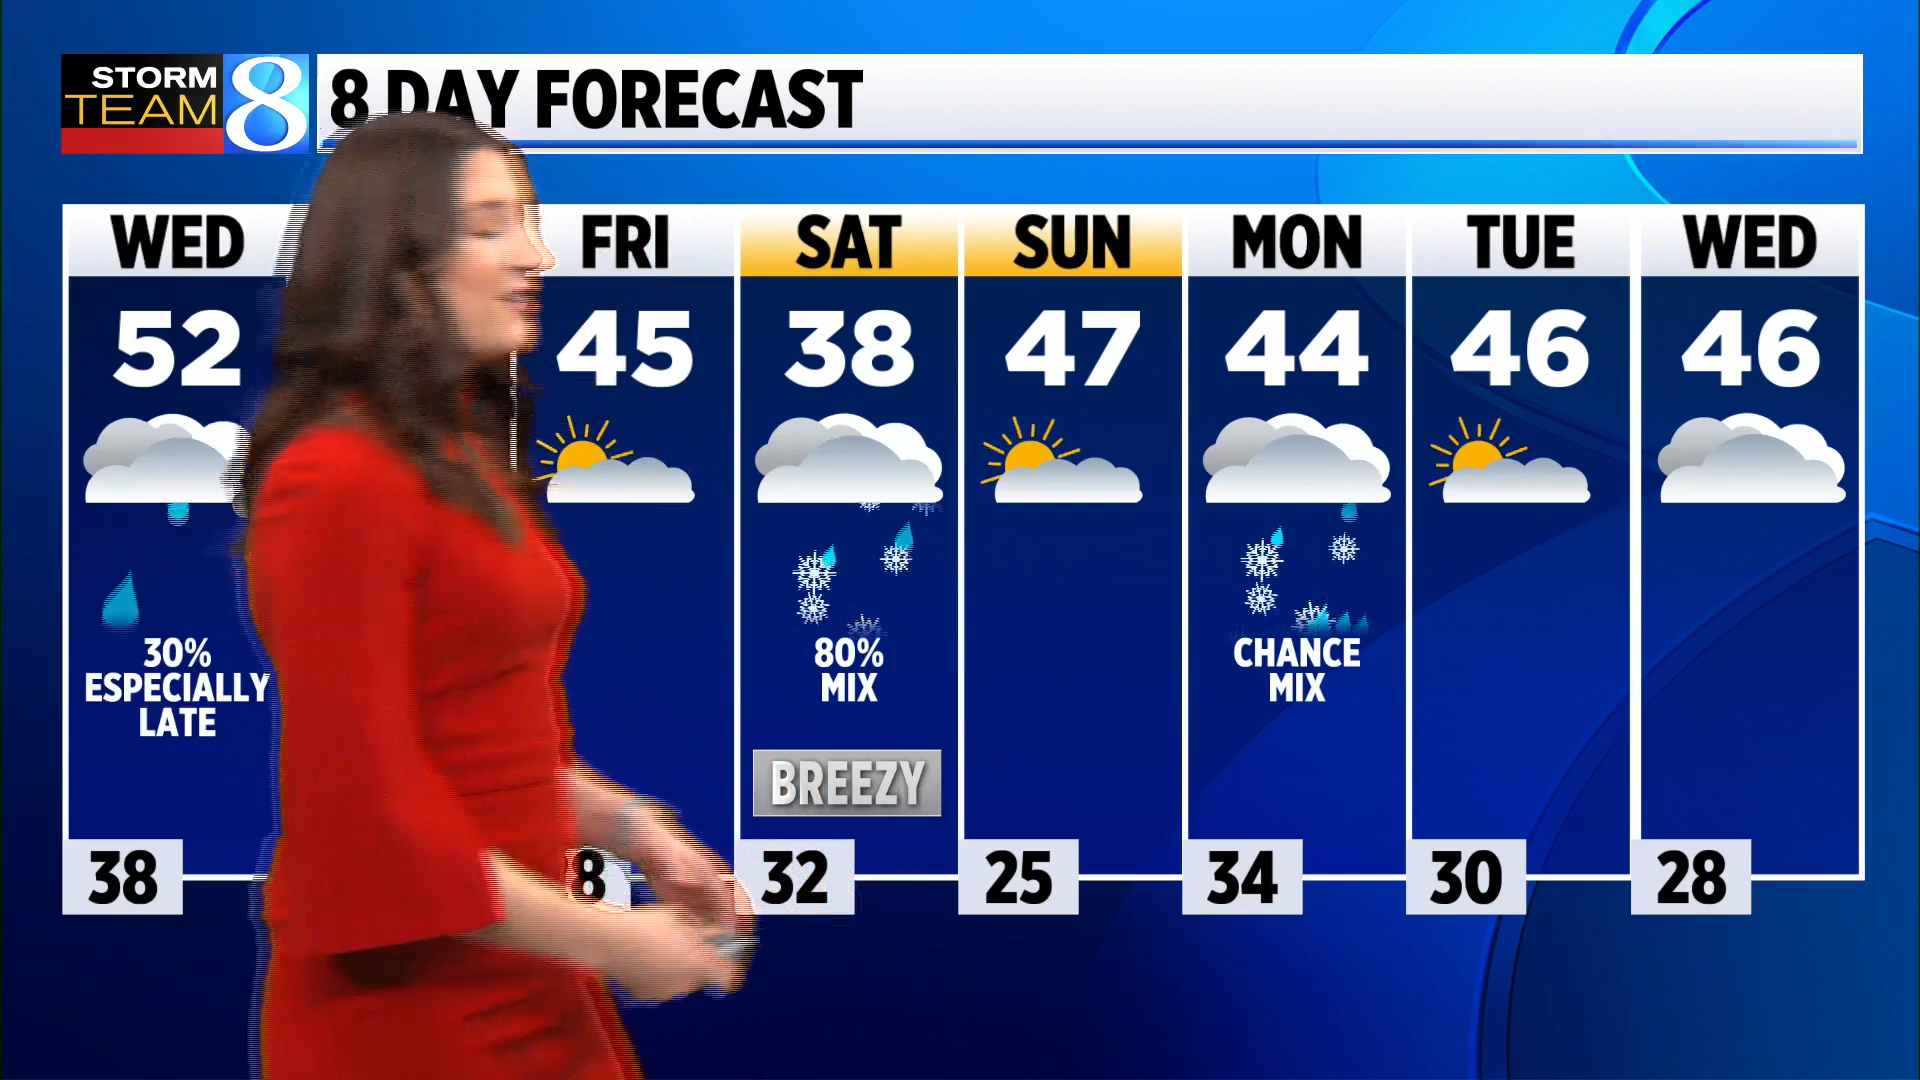 STORM
TEAM
8
8 DAY FORECAST
WED
FRI
SAT
SUN
MON
TUE
WED
52
45
38
47
44
46
46
30%
ESPECIALLY
LATE
80%
MIX
CHANCE
MIX
BREEZY
38
32
25
34
30
28